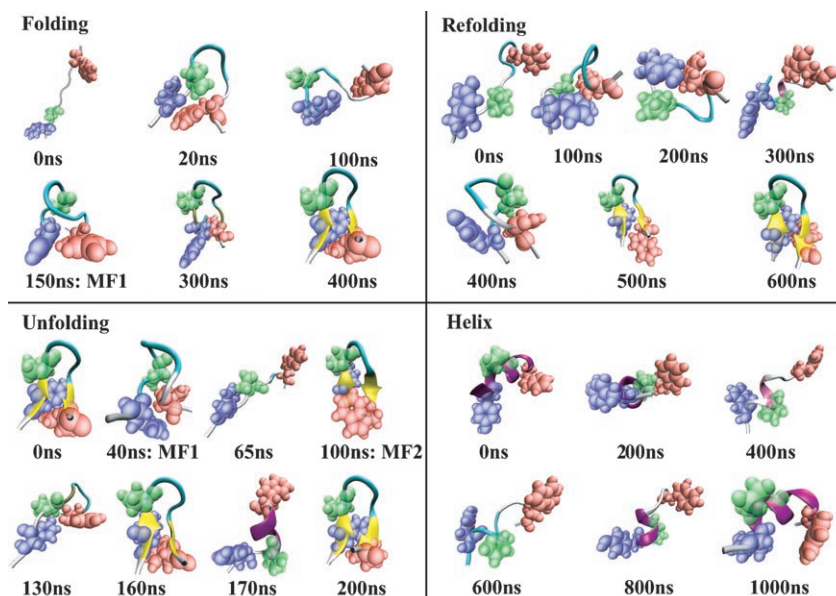 Folding
0ns
20ns
100ns
150ns: MF1
300ns
400ns
Refolding
0ns
100ns
200ns
300ns
400ns
500ns
600ns
Unfolding
0ns
40ns: MF1
65ns
100ns: MF2
130ns
160ns
170ns
200ns
Helix
0ns
200ns
400ns
600ns
800ns
1000ns